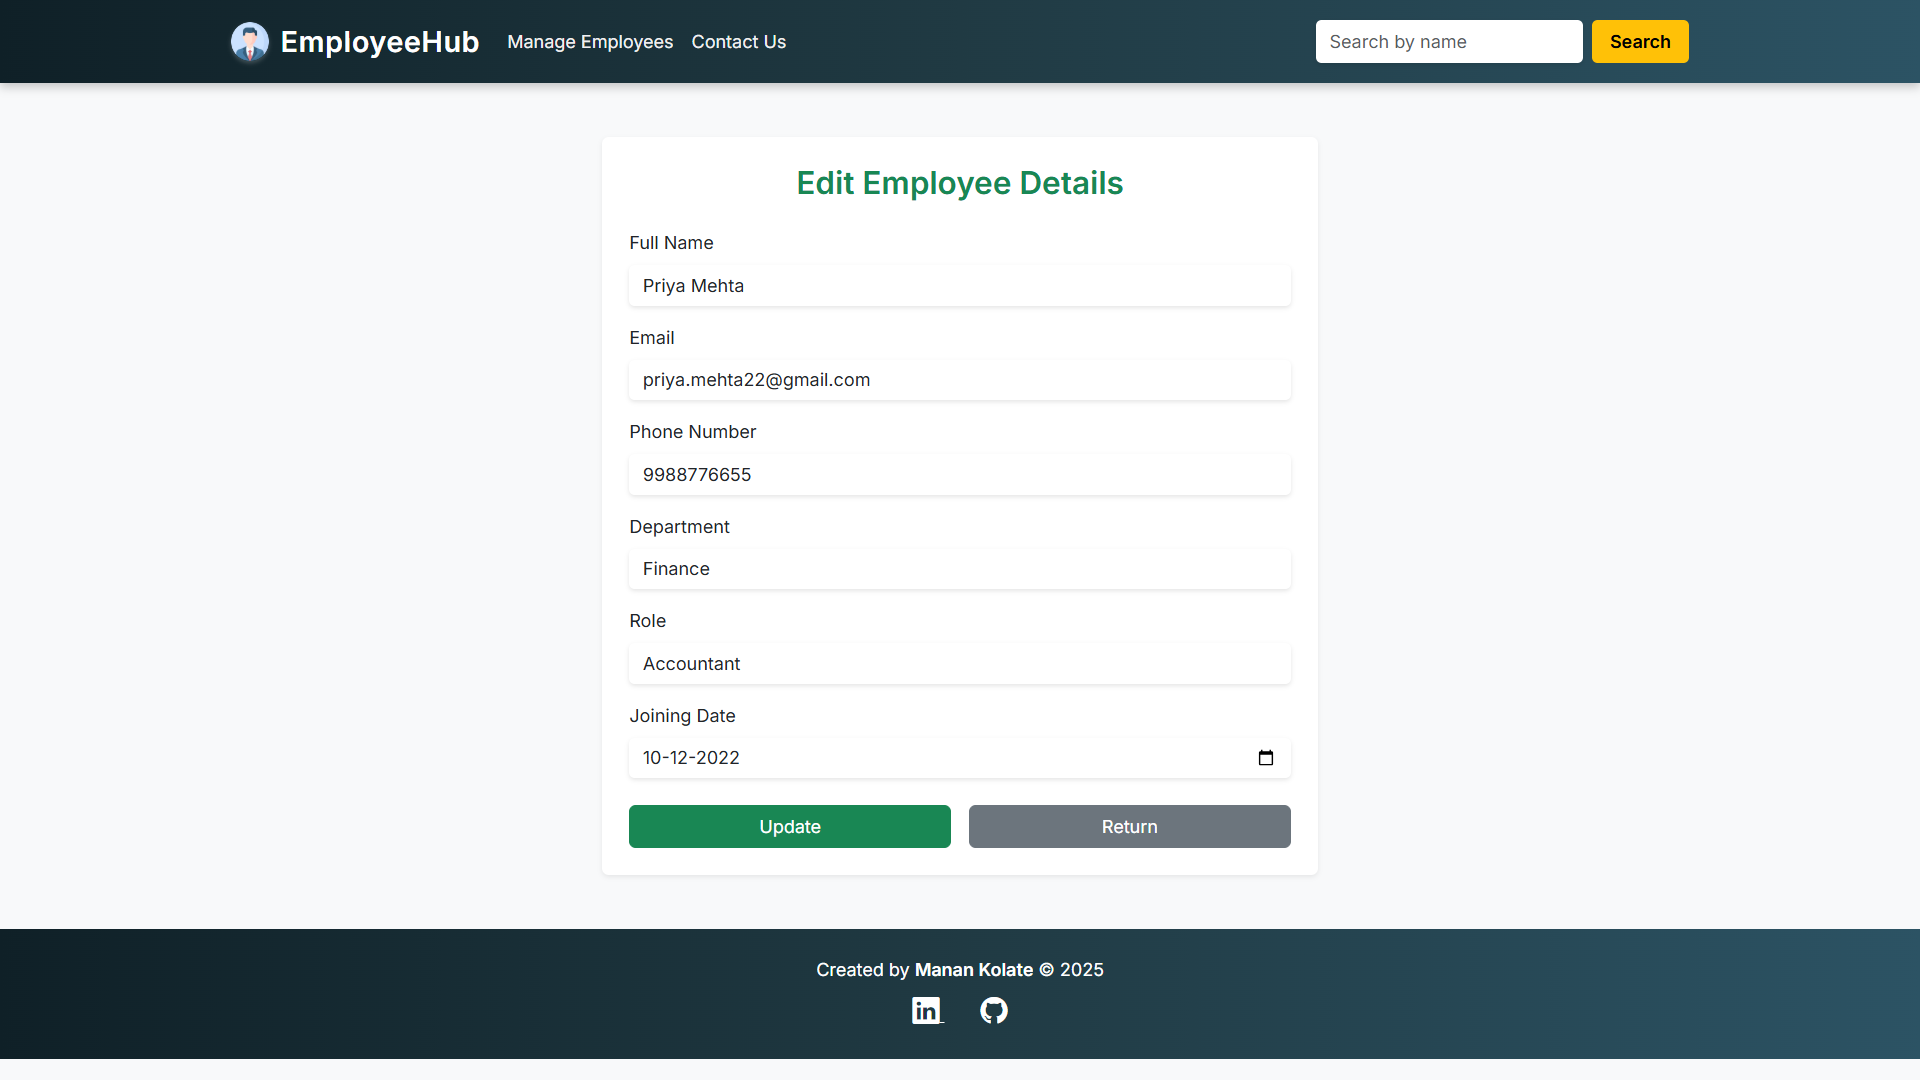 EmployeeHub Manage Employees Contact Us Search by name Search
Edit Employee Details
Full Name
Priya Mehta
Email
priya.mehta22@gmail.com
Phone Number
9988776655
Department
Finance
Role
Accountant
Joining Date
10-12-2022
Update Return
Created by Manan Kolate © 2025
in